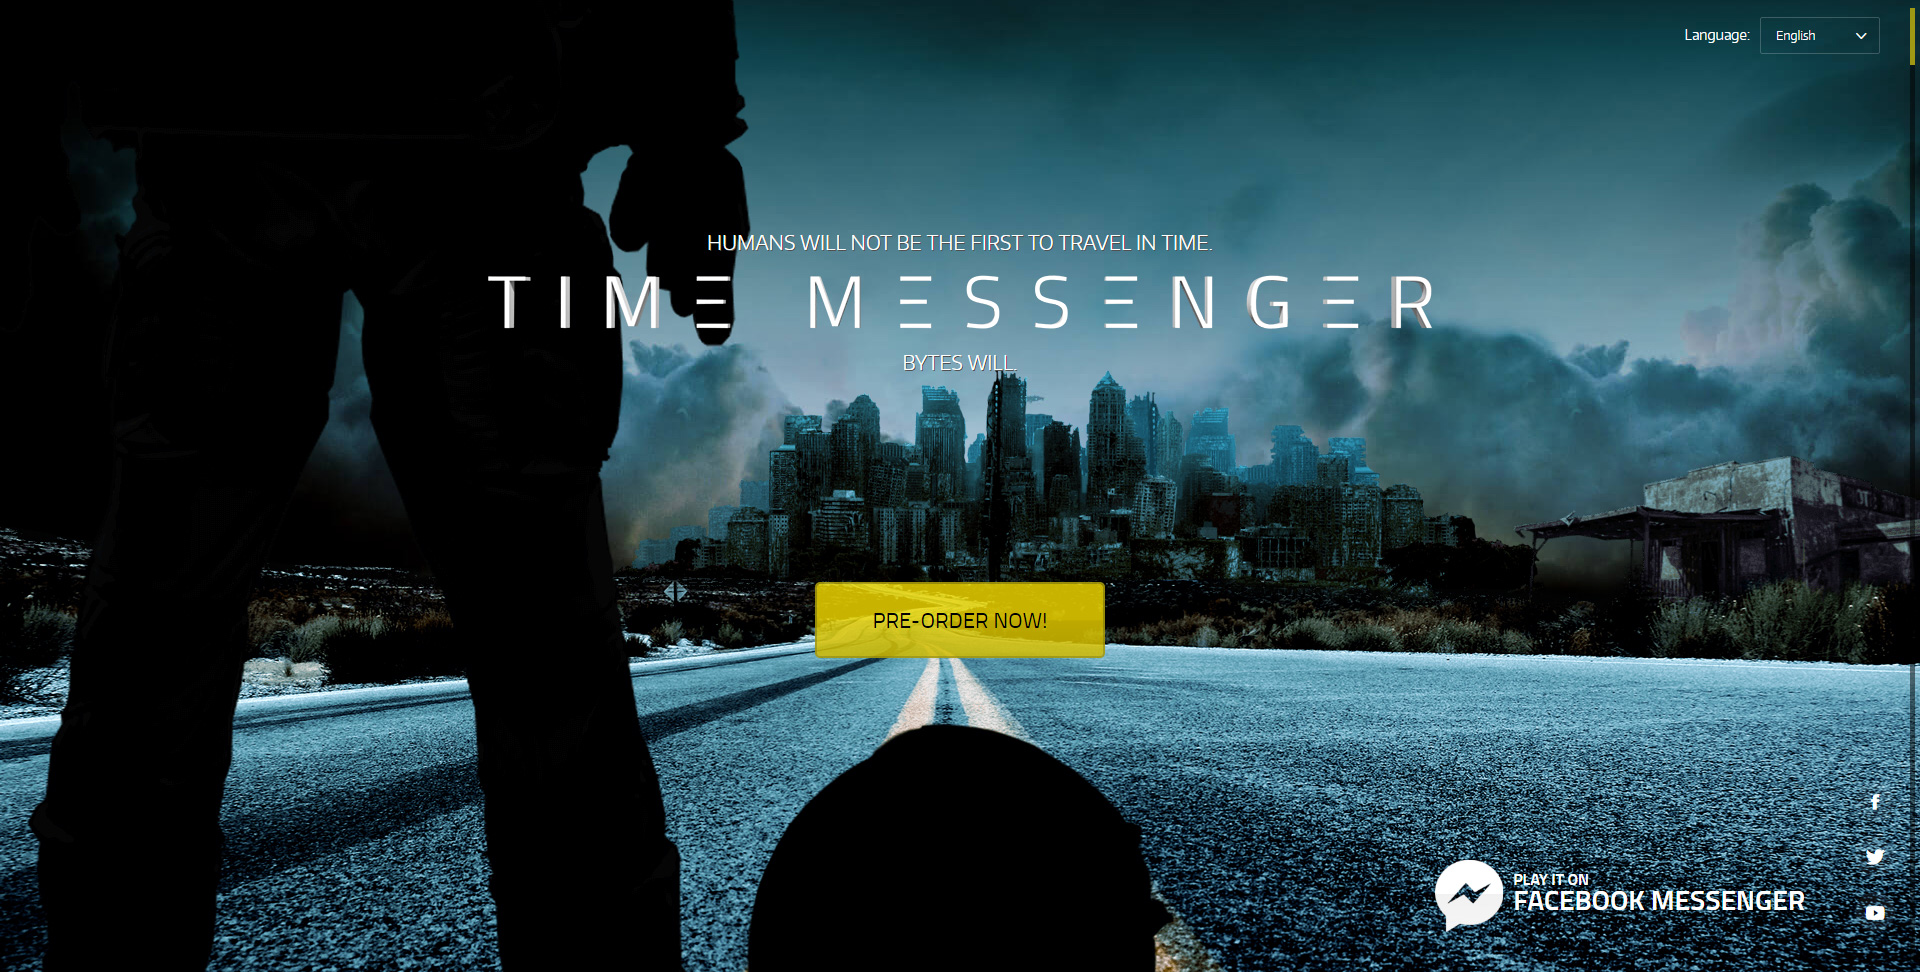 Language: English
HUMANS WILL NOT BE THE FIRST TO TRAVEL IN TIME.
TIME MESSENGER
BYTES WILL.
PRE-ORDER NOW!
PLAY IT ON
FACEBOOK MESSENGER